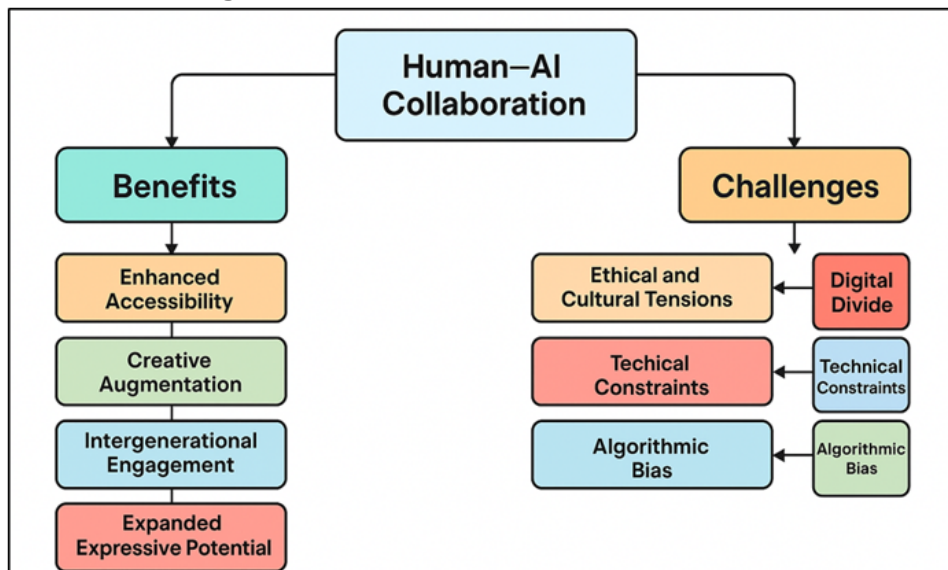 Human–AI
Collaboration
Benefits
Challenges
Enhanced
Accessibility
Creative
Augmentation
Intergenerational
Engagement
Expanded
Expressive Potential
Ethical and
Cultural Tensions
Digital
Divide
Techical
Constraints
Technical
Constraints
Algorithmic
Bias
Algorithmic
Bias